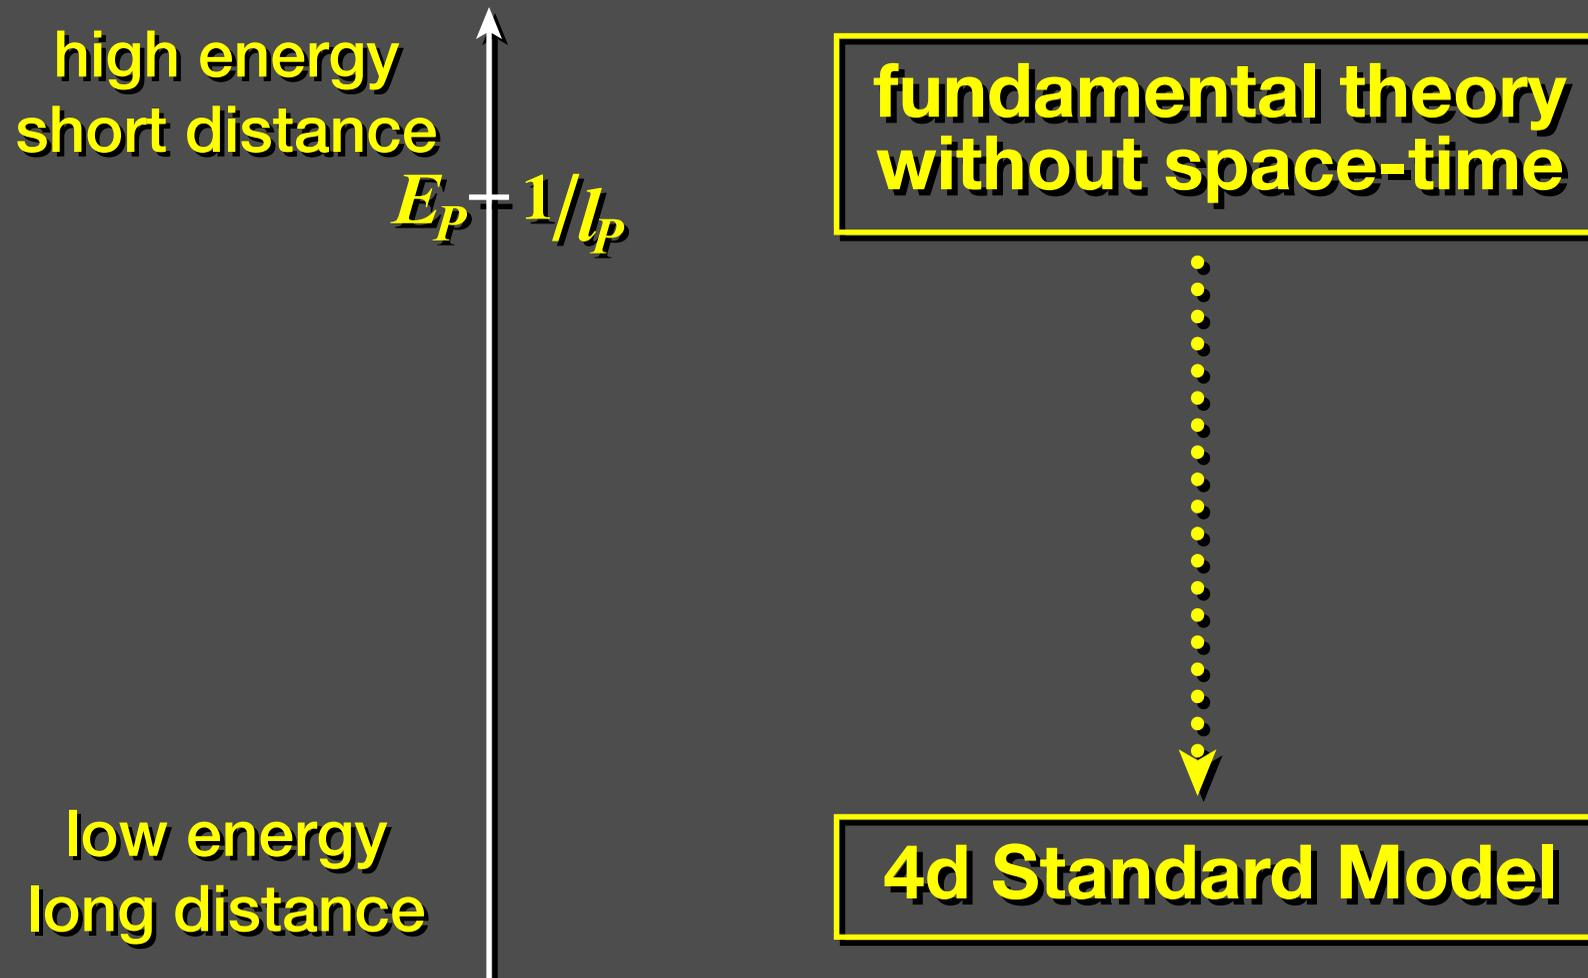 high energy
short distance
fundamental theory
without space-time
E_P 1/l_P
low energy
long distance
4d Standard Model